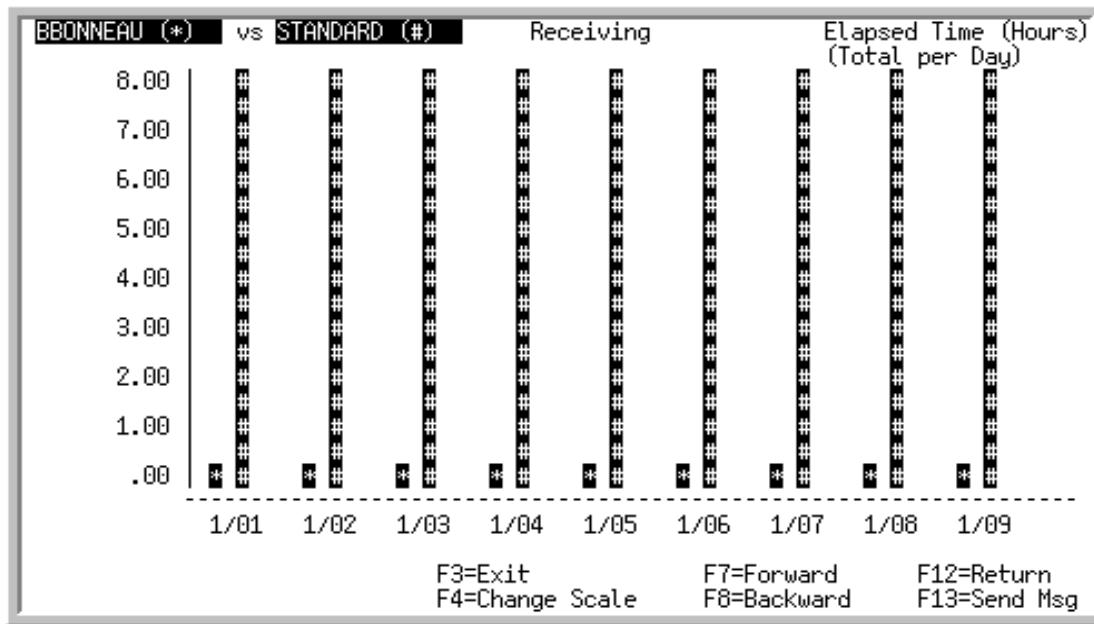 BBONNEAU (*) vs STANDARD (#) Receiving Elapsed Time (Hours)
(Total per Day)
8.00 # # # # # # # # #
# # # # # # # # #
7.00 # # # # # # # # #
# # # # # # # # #
6.00 # # # # # # # # #
# # # # # # # # #
5.00 # # # # # # # # #
# # # # # # # # #
4.00 # # # # # # # # #
# # # # # # # # #
3.00 # # # # # # # # #
# # # # # # # # #
2.00 # # # # # # # # #
# # # # # # # # #
1.00 # # # # # # # # #
# # # # # # # # #
.00 * # * # * # * # * # * # * # * # * #
1/01 1/02 1/03 1/04 1/05 1/06 1/07 1/08 1/09
F3=Exit F7=Forward F12=Return
F4=Change Scale F8=Backward F13=Send Msg